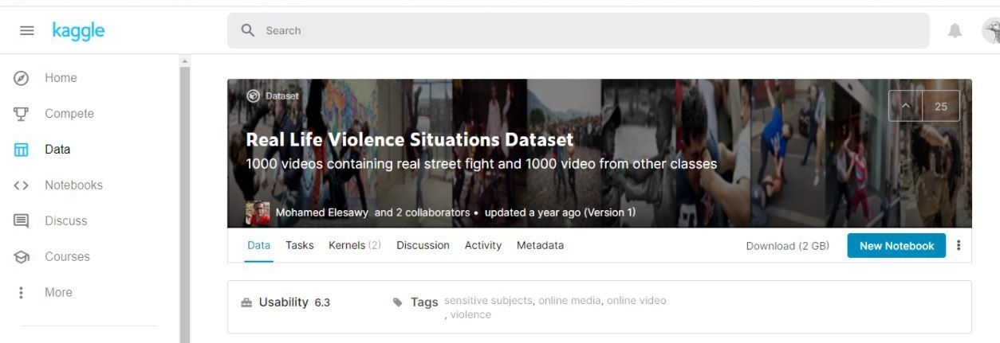 kaggle
Search
Home
Compete
Data
Notebooks
Discuss
Courses
More
Dataset
25
Real Life Violence Situations Dataset
1000 videos containing real street fight and 1000 video from other classes
Mohamed Elesawy and 2 collaborators • updated a year ago (Version 1)
Data Tasks Kernels (2) Discussion Activity Metadata Download (2 GB) New Notebook
Usability 6.3 Tags sensitive subjects, online media, online video
, violence